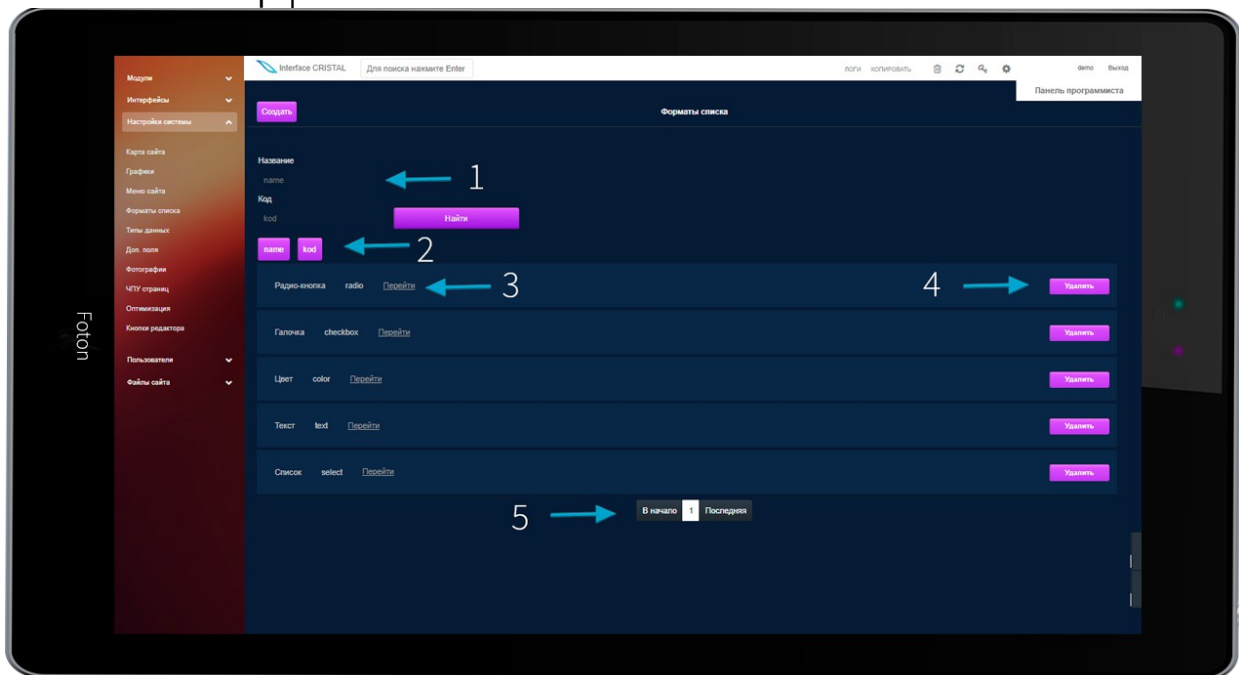 Interface CRISTAL
Для поиска нажмите Enter
логи
копировать
demo
Выход
Панель программиста
Модули
Интерфейсы
Настройки системы
Карта сайта
Графики
Меню сайта
Форматы списка
Типы данных
Доп. поля
Фотографии
ЧПУ страниц
Оптимизация
Кнопки редактора
Пользователи
Файлы сайта
Foton
Создать
Форматы списка
Название
name
1
Код
kod
Найти
name kod
2
Радио-кнопка radio Перейти
3
4
Удалить
Галочка checkbox Перейти
Удалить
Цвет color Перейти
Удалить
Текст text Перейти
Удалить
Список select Перейти
Удалить
5
В начало 1 Последняя